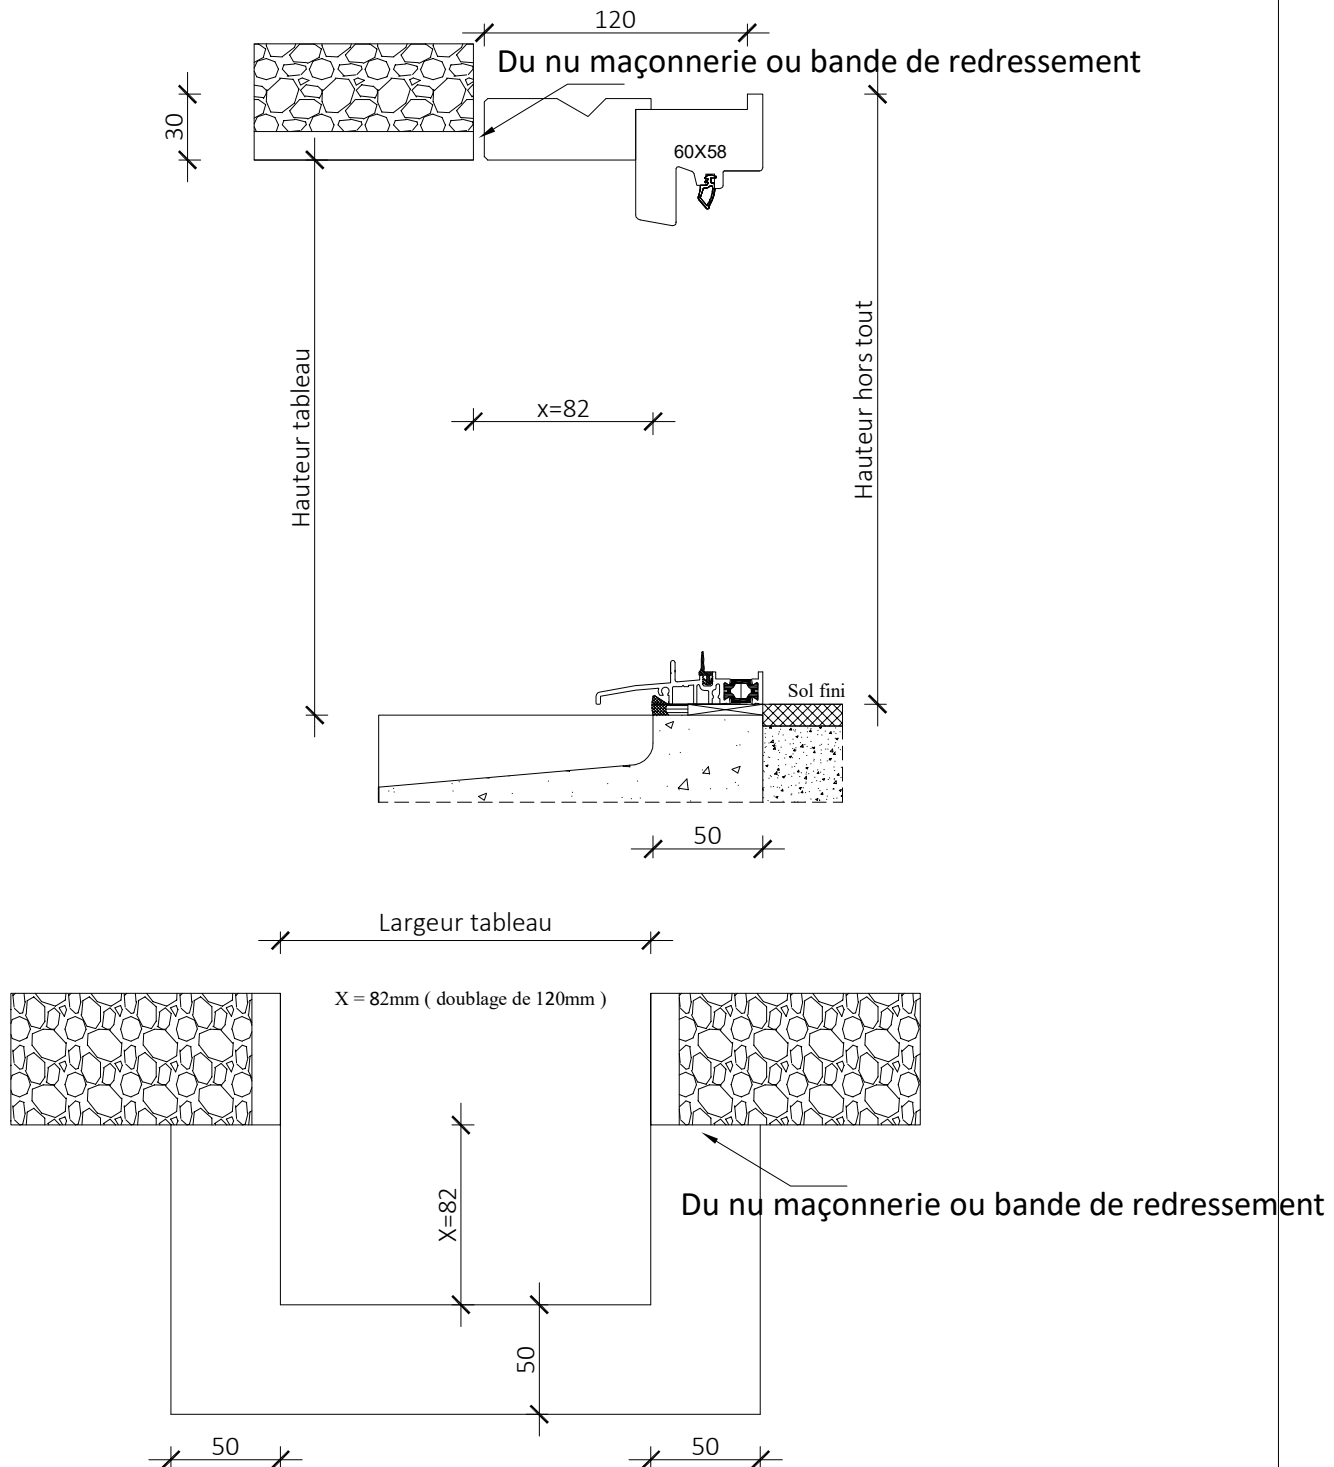 120
Du nu maçonnerie ou bande de redressement
30
60X58
Hauteur tableau
x=82
Hauteur hors tout
Sol fini
50
Largeur tableau
X = 82mm ( doublage de 120mm )
X=82
Du nu maçonnerie ou bande de redressement
50
50
50